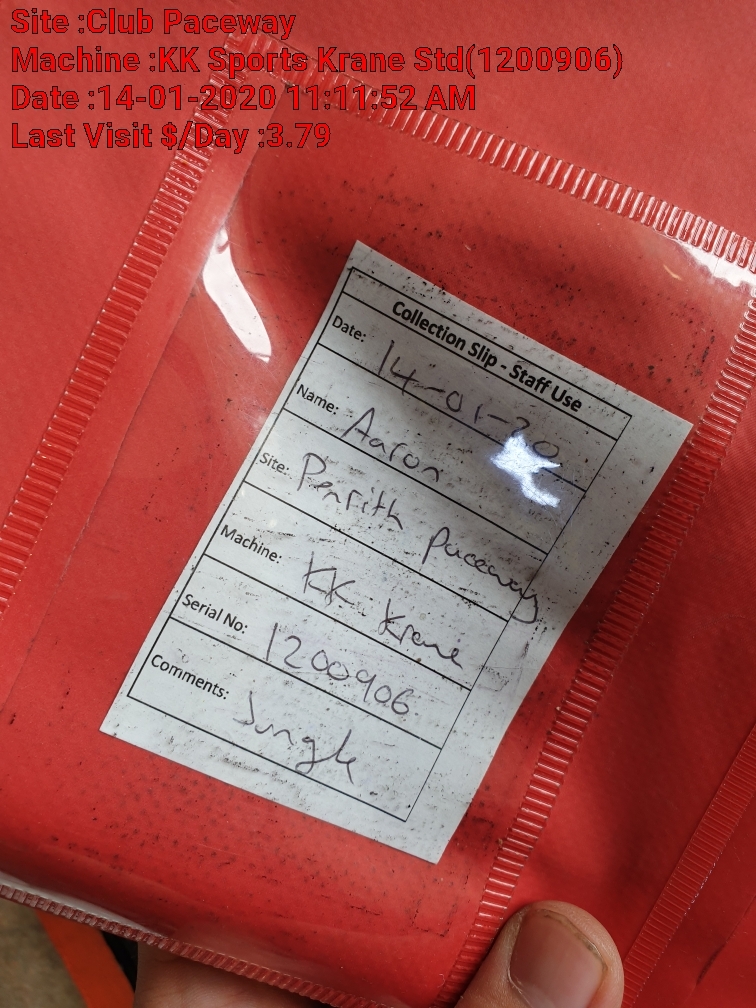 Site :Club Paceway
Machine :KK Sports Krane Std(1200906)
Date :14-01-2020 11:11:52 AM
Last Visit $/Day :3.79
Collection Slip - Staff Use
Date: 14-01-20
Name: Aaron
Site: Penrith Paceway
Machine: KK Krane
Serial No: 1200906
Comments: Jungle